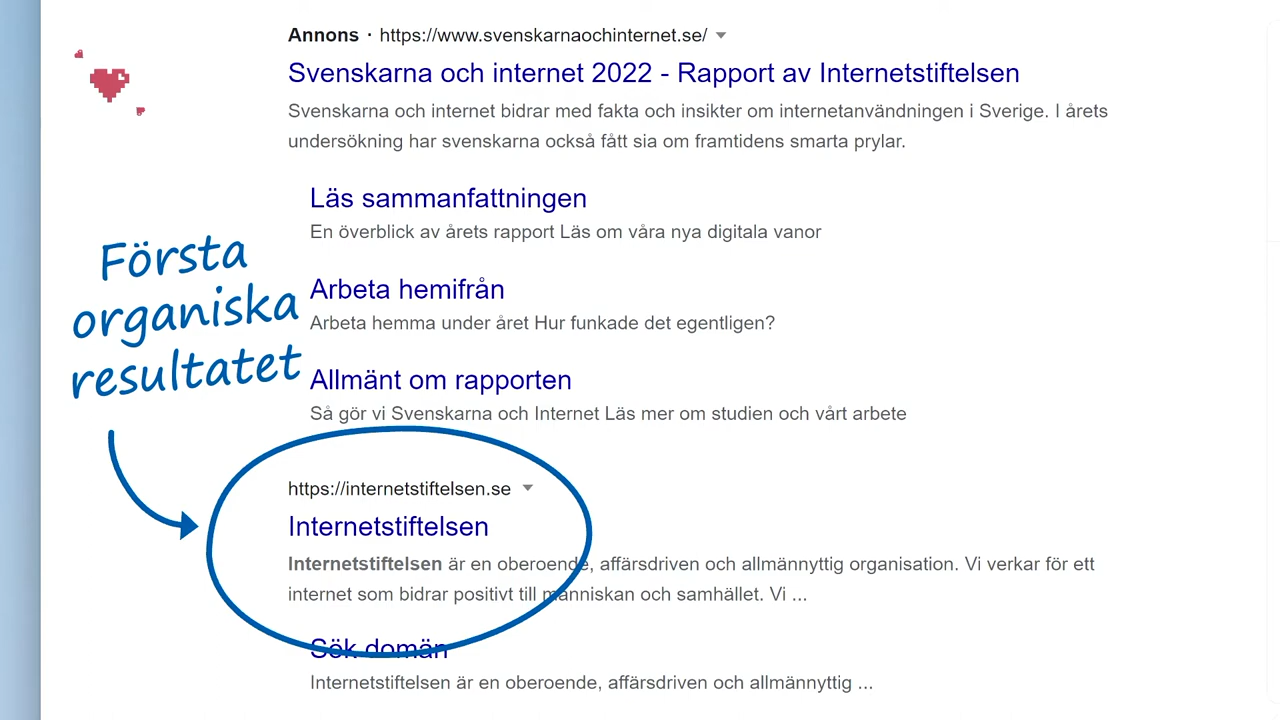 Annons · https://www.svenskarnaochinternet.se/
Svenskarna och internet 2022 - Rapport av Internetstiftelsen
Svenskarna och internet bidrar med fakta och insikter om internetanvändningen i Sverige. I årets
undersökning har svenskarna också fått sia om framtidens smarta prylar.
Läs sammanfattningen
En överblick av årets rapport Läs om våra nya digitala vanor
Arbeta hemifrån
Arbeta hemma under året Hur funkade det egentligen?
Allmänt om rapporten
Så gör vi Svenskarna och Internet Läs mer om studien och vårt arbete
Första
organiska
resultatet
https://internetstiftelsen.se
Internetstiftelsen
Internetstiftelsen är en oberoende, affärsdriven och allmännyttig organisation. Vi verkar för ett
internet som bidrar positivt till människan och samhället. Vi ...
Sök domän
Internetstiftelsen är en oberoende, affärsdriven och allmännyttig ...